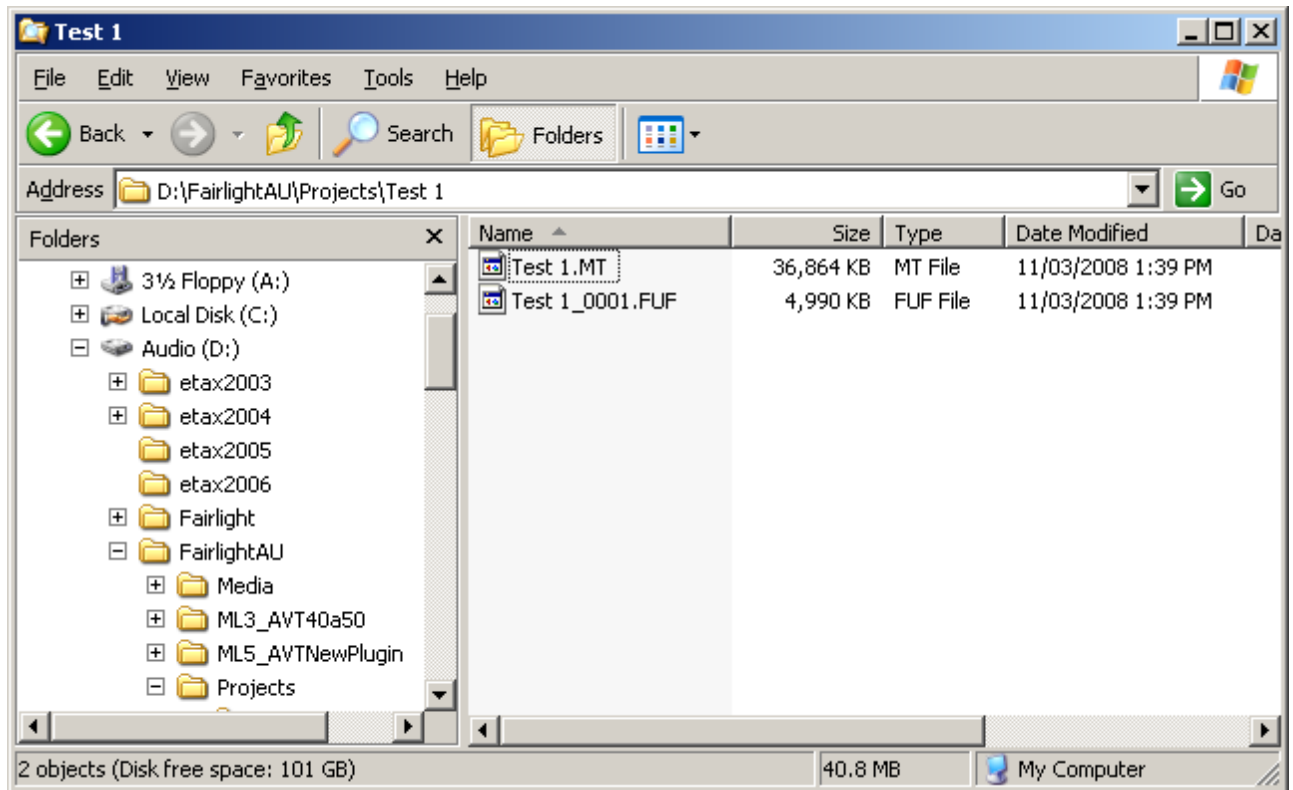 Test 1
File Edit View Favorites Tools Help
Back Search Folders
Address D:\FairlightAU\Projects\Test 1 Go
Folders
3½ Floppy (A:)
Local Disk (C:)
Audio (D:)
etax2003
etax2004
etax2005
etax2006
Fairlight
FairlightAU
Media
ML3_AVT40a50
ML5_AVTNewPlugin
Projects
Name Size Type Date Modified Da
Test 1.MT 36,864 KB MT File 11/03/2008 1:39 PM
Test 1_0001.FUF 4,990 KB FUF File 11/03/2008 1:39 PM
2 objects (Disk free space: 101 GB) 40.8 MB My Computer